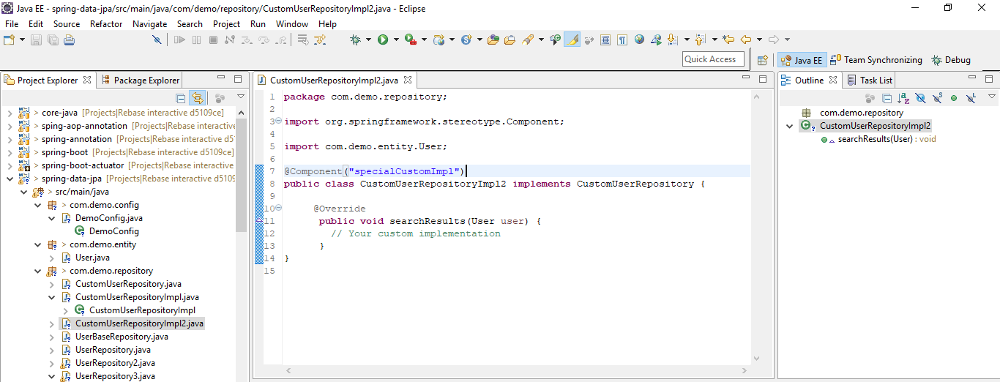 Java EE - spring-data-jpa/src/main/java/com/demo/repository/CustomUserRepositoryImpl2.java - Eclipse
File Edit Source Refactor Navigate Search Project Run Window Help
Quick Access
Java EE
Team Synchronizing
Debug
Project Explorer
Package Explorer
> core-java [Projects|Rebase interactive d5109ce]
> sping-aop-annotation [Projects|Rebase interactive
> spring-annotation [Projects|Rebase interactive d5
> spring-boot [Projects|Rebase interactive d5109ce]
> spring-boot-actuator [Projects|Rebase interactive
> spring-data-jpa [Projects|Rebase interactive d5109
> src/main/java
> com.demo.config
DemoConfig.java
DemoConfig
> com.demo.entity
User.java
> com.demo.repository
CustomUserRepository.java
CustomUserRepositoryImpl.java
CustomUserRepositoryImpl
CustomUserRepositoryImpl2.java
UserBaseRepository.java
UserRepository.java
UserRepository2.java
UserRepository3.java
CustomUserRepositoryImpl2.java
1 package com.demo.repository;
2
3 import org.springframework.stereotype.Component;
4
5 import com.demo.entity.User;
6
7 @Component("specialCustomImpl")
8 public class CustomUserRepositoryImpl2 implements CustomUserRepository {
9
10 @Override
11 public void searchResults(User user) {
12 // Your custom implementation
13 }
14 }
15
Outline
Task List
com.demo.repository
CustomUserRepositoryImpl2
searchResults(User) : void